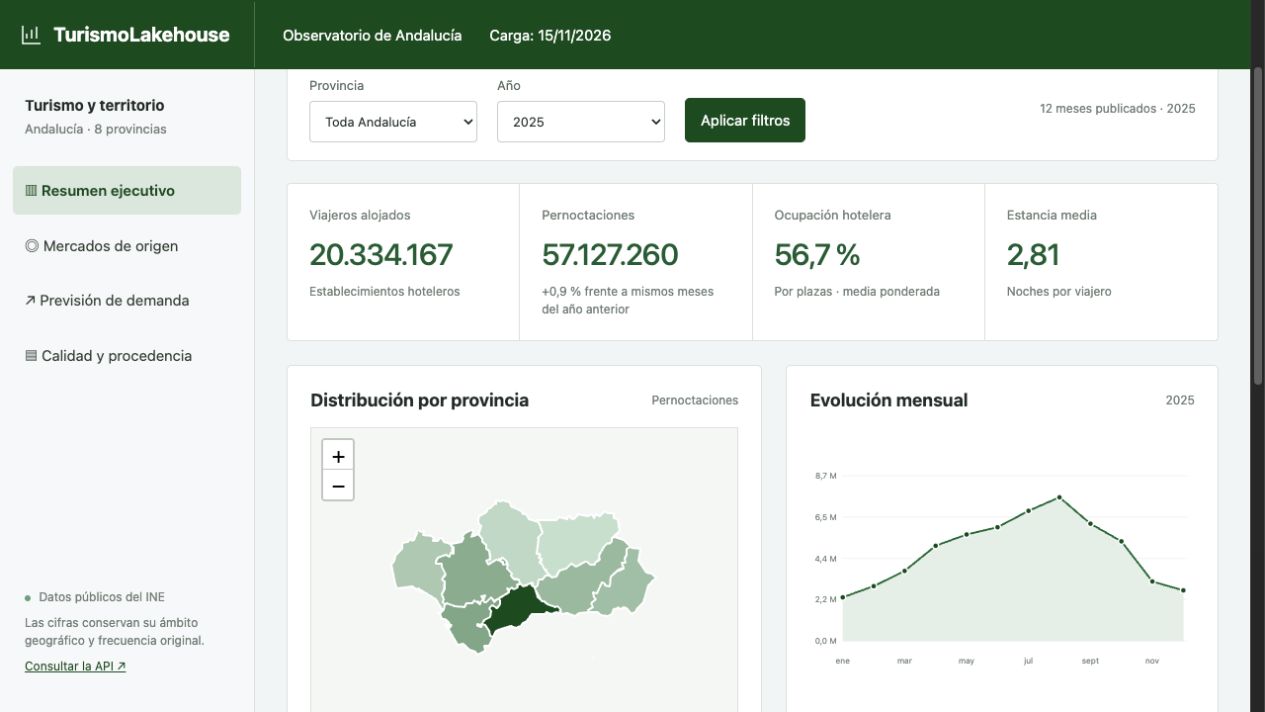 TurismoLakehouse
Observatorio de Andalucía
Carga: 15/11/2026
Turismo y territorio
Andalucía · 8 provincias
Resumen ejecutivo
Mercados de origen
Previsión de demanda
Calidad y procedencia
Datos públicos del INE
Las cifras conservan su ámbito
geográfico y frecuencia original.
Consultar la API ↗
Provincia
Año
Toda Andalucía
2025
Aplicar filtros
12 meses publicados · 2025
Viajeros alojados
20.334.167
Establecimientos hoteleros
Pernoctaciones
57.127.260
+0,9 % frente a mismos meses
del año anterior
Ocupación hotelera
56,7 %
Por plazas · media ponderada
Estancia media
2,81
Noches por viajero
Distribución por provincia
Pernoctaciones
+
−
Evolución mensual
2025
8,7 M
6,5 M
4,4 M
2,2 M
0,0 M
ene
mar
may
jul
sept
nov